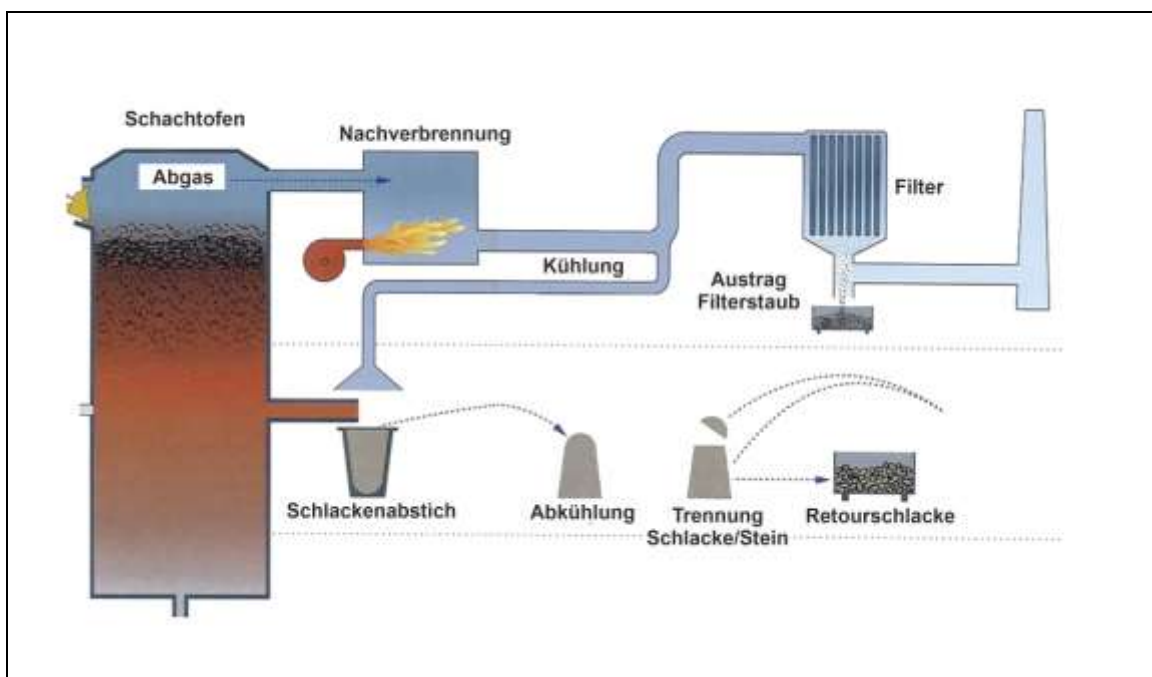 Schachtofen
Nachverbrennung
Abgas
Filter
Kühlung
Austrag
Filterstaub
Schlackenabstich
Abkühlung
Trennung
Schlacke/Stein
Retourschlacke